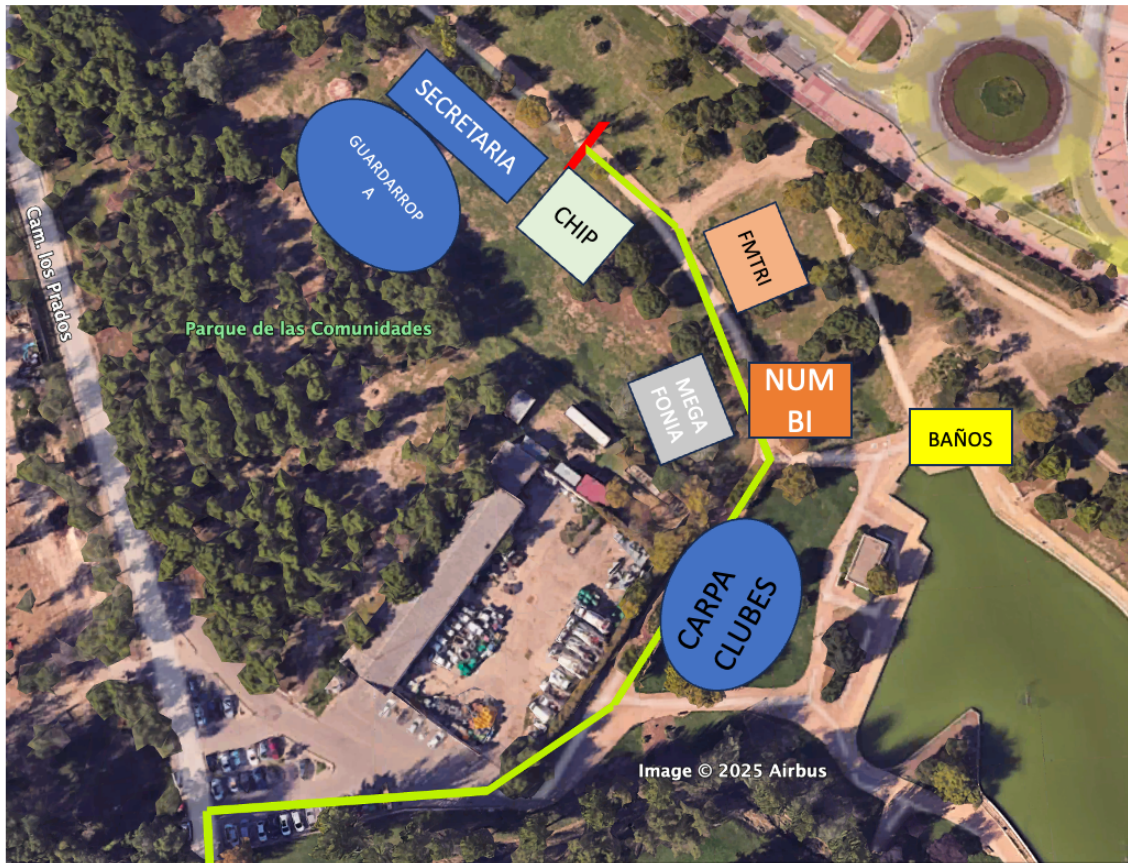 SECRETARIA
GUARDARROP
A
CHIP
FMTRI
Cam. los Prados
Parque de las Comunidades
MEGA
FONIA
NUM
BI
BAÑOS
CARPA
CLUBES
Image © 2025 Airbus